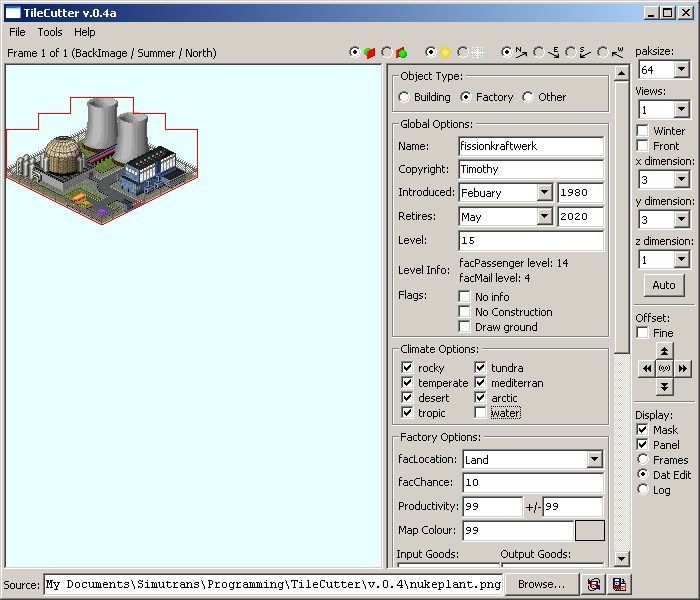 TileCutter v.0.4a
File Tools Help
Frame 1 of 1 (BackImage / Summer / North)
N E S W
paksize:
64
Views:
1
Winter
Front
x dimension:
3
y dimension:
3
z dimension:
1
Auto
Offset:
Fine
Display:
Mask
Panel
Frames
Dat Edit
Log
Object Type:
Building Factory Other
Global Options:
Name: fissionkraftwerk
Copyright: Timothy
Introduced: Febuary 1980
Retires: May 2020
Level: 15
Level Info: facPassenger level: 14
facMail level: 4
Flags: No info
No Construction
Draw ground
Climate Options:
rocky tundra
temperate mediterran
desert arctic
tropic water
Factory Options:
facLocation: Land
facChance: 10
Productivity: 99 +/- 99
Map Colour: 99
Input Goods: Output Goods:
Source: My Documents\Simutrans\Programming\TileCutter\v.0.4\nukeplant.png Browse...